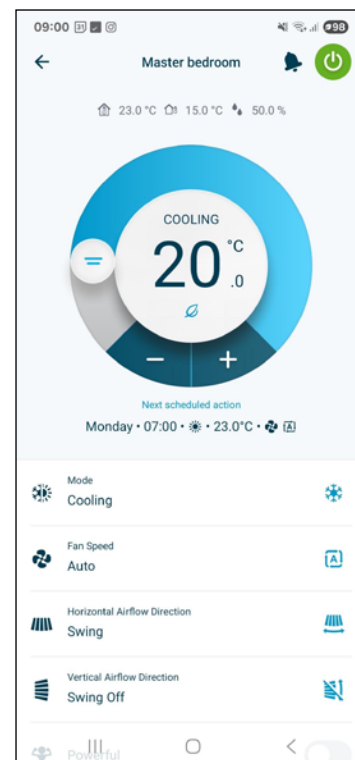 09:00 31 98
Master bedroom
23.0 °C 15.0 °C 50.0 %
COOLING
20.0 °C
− +
Next scheduled action
Monday • 07:00 • 23.0°C • A
Mode
Cooling
Fan Speed
Auto A
Horizontal Airflow Direction
Swing
Vertical Airflow Direction
Swing Off
Powerful